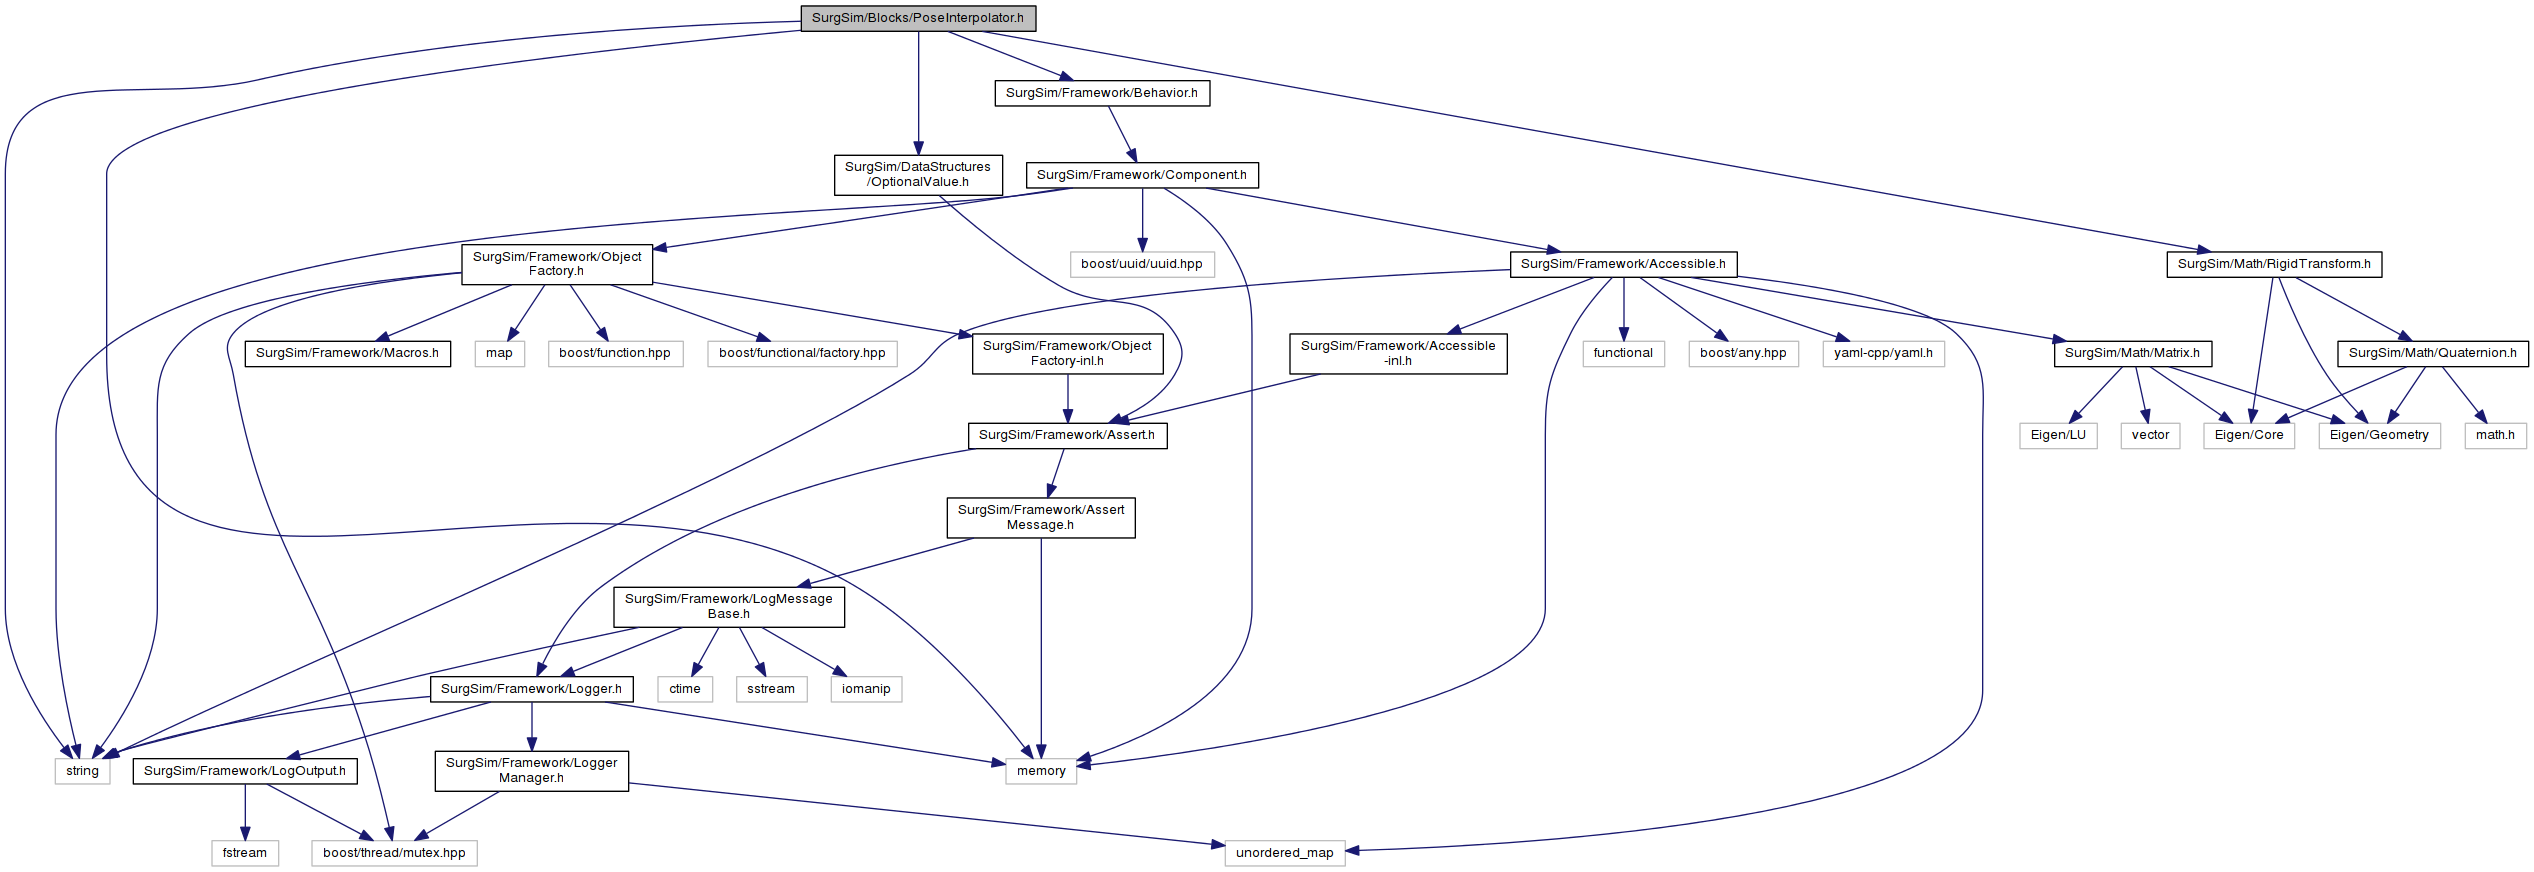 SurgSim/Blocks/PoseInterpolator.h
SurgSim/Framework/Behavior.h
SurgSim/DataStructures
/OptionalValue.h
SurgSim/Framework/Component.h
SurgSim/Framework/Object
Factory.h
boost/uuid/uuid.hpp
SurgSim/Framework/Accessible.h
SurgSim/Math/RigidTransform.h
SurgSim/Framework/Macros.h
map
boost/function.hpp
boost/functional/factory.hpp
SurgSim/Framework/Object
Factory-inl.h
SurgSim/Framework/Accessible
-inl.h
functional
boost/any.hpp
yaml-cpp/yaml.h
SurgSim/Math/Matrix.h
SurgSim/Math/Quaternion.h
SurgSim/Framework/Assert.h
Eigen/LU
vector
Eigen/Core
Eigen/Geometry
math.h
SurgSim/Framework/Assert
Message.h
SurgSim/Framework/LogMessage
Base.h
SurgSim/Framework/Logger.h
ctime
sstream
iomanip
string
SurgSim/Framework/LogOutput.h
SurgSim/Framework/Logger
Manager.h
memory
fstream
boost/thread/mutex.hpp
unordered_map